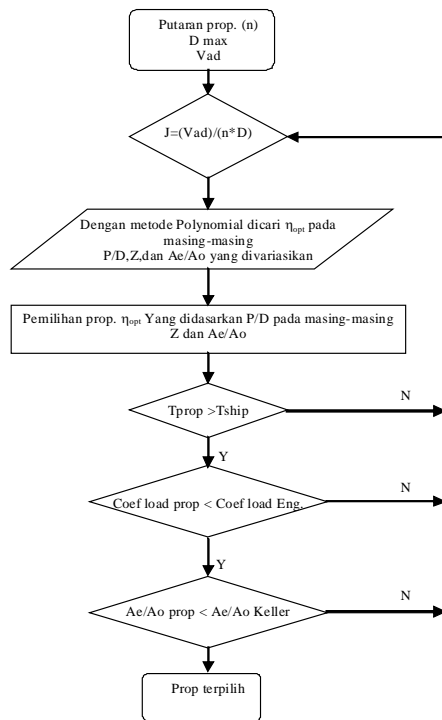 Putaran prop. (n)
D max
Vad
J=(Vad)/(n*D)
Dengan metode Polynomial dicari ηopt pada
masing-masing
P/D,Z,dan Ae/Ao yang divariasikan
Pemilihan prop. ηopt Yang didasarkan P/D pada masing-masing
Z dan Ae/Ao
Tprop >Tship
N
Y
Coef load prop < Coef load Eng.
N
Y
Ae/Ao prop < Ae/Ao Keller
N
Prop terpilih